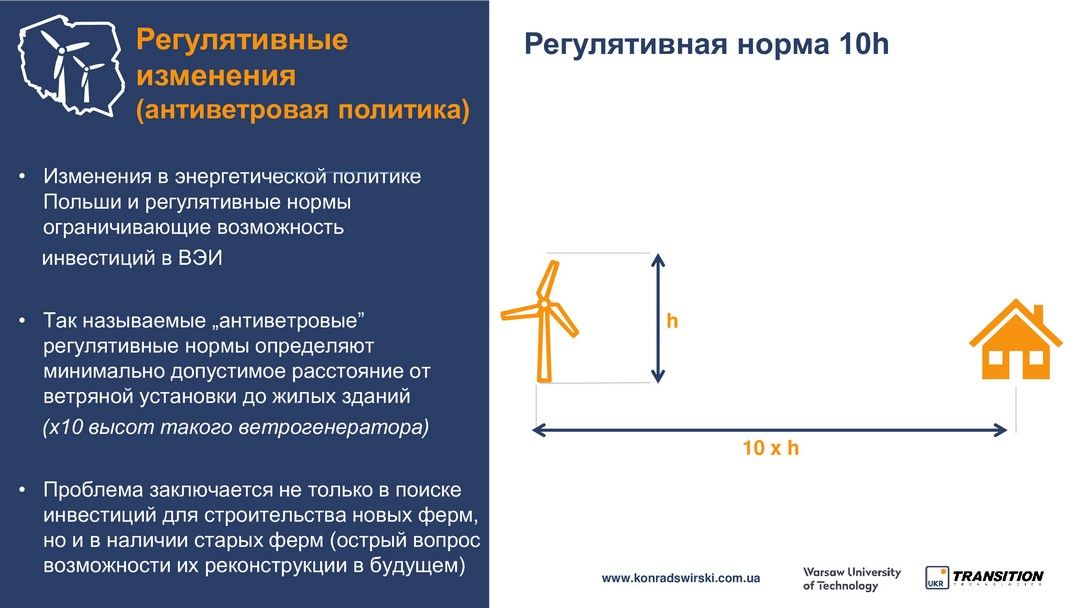 Регулятивные
изменения
(антиветровая политика)
• Изменения в энергетической политике
Польши и регулятивные нормы
ограничивающие возможность
инвестиций в ВЭИ
• Так называемые „антиветровые”
регулятивные нормы определяют
минимально допустимое расстояние от
ветряной установки до жилых зданий
(x10 высот такого ветрогенератора)
• Проблема заключается не только в поиске
инвестиций для строительства новых ферм,
но и в наличии старых ферм (острый вопрос
возможности их реконструкции в будущем)
Регулятивная норма 10h
h
10 x h
www.konradswirski.com.ua
Warsaw University
of Technology
UKR
TRANSITION
TECHNOLOGIES